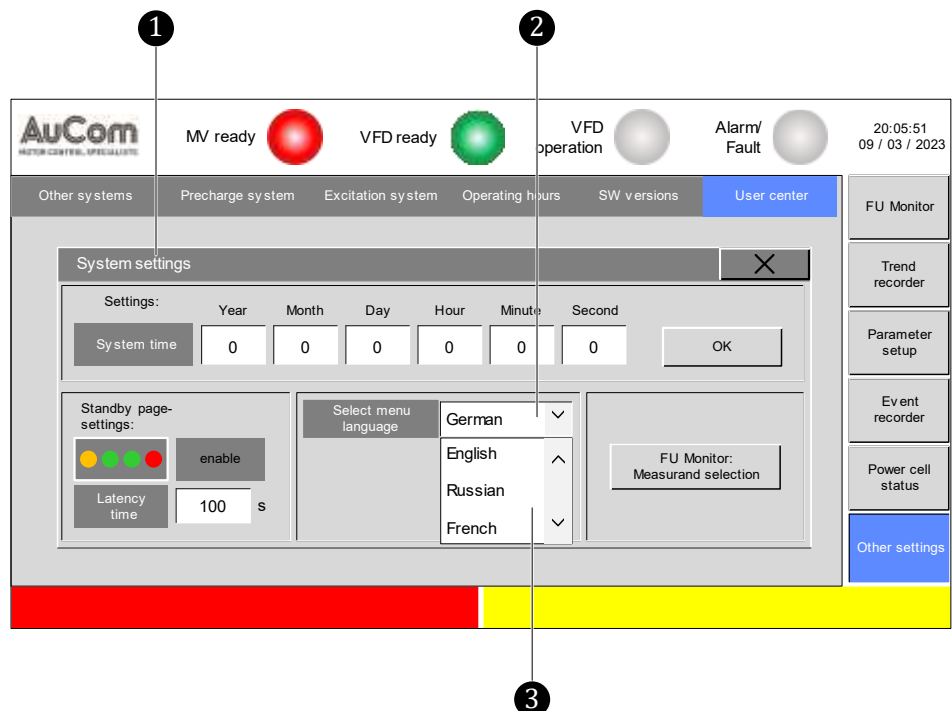 1
2
AuCom
MOTOR CONTROL SPECIALISTS
MV ready
VFD ready
VFD
operation
Alarm/
Fault
20:05:51
09 / 03 / 2023
Other systems
Precharge system
Excitation system
Operating hours
SW versions
User center
FU Monitor
Trend
recorder
Parameter
setup
Event
recorder
Power cell
status
Other settings
System settings
Settings:
Year
Month
Day
Hour
Minute
Second
System time
0
0
0
0
0
0
OK
Standby page-
settings:
enable
Latency
time
100
s
Select menu
language
German
English
Russian
French
FU Monitor:
Measurand selection
3